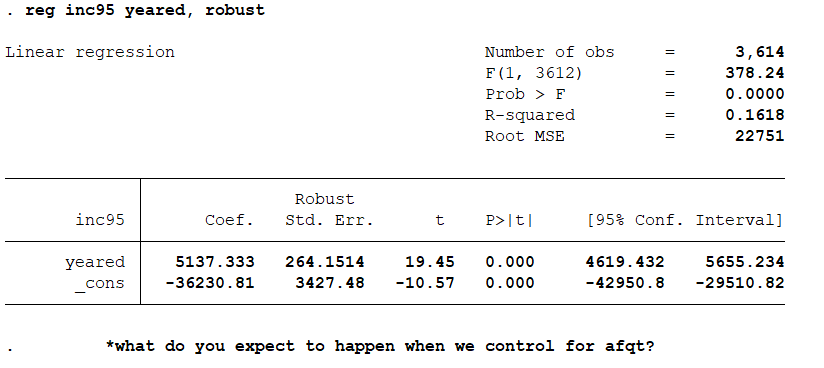 . reg inc95 yeared, robust
Linear regression Number of obs = 3,614
F(1, 3612) = 378.24
Prob > F = 0.0000
R-squared = 0.1618
Root MSE = 22751
Robust
inc95 Coef. Std. Err. t P>|t| [95% Conf. Interval]
yeared 5137.333 264.1514 19.45 0.000 4619.432 5655.234
_cons -36230.81 3427.48 -10.57 0.000 -42950.8 -29510.82
. *what do you expect to happen when we control for afqt?